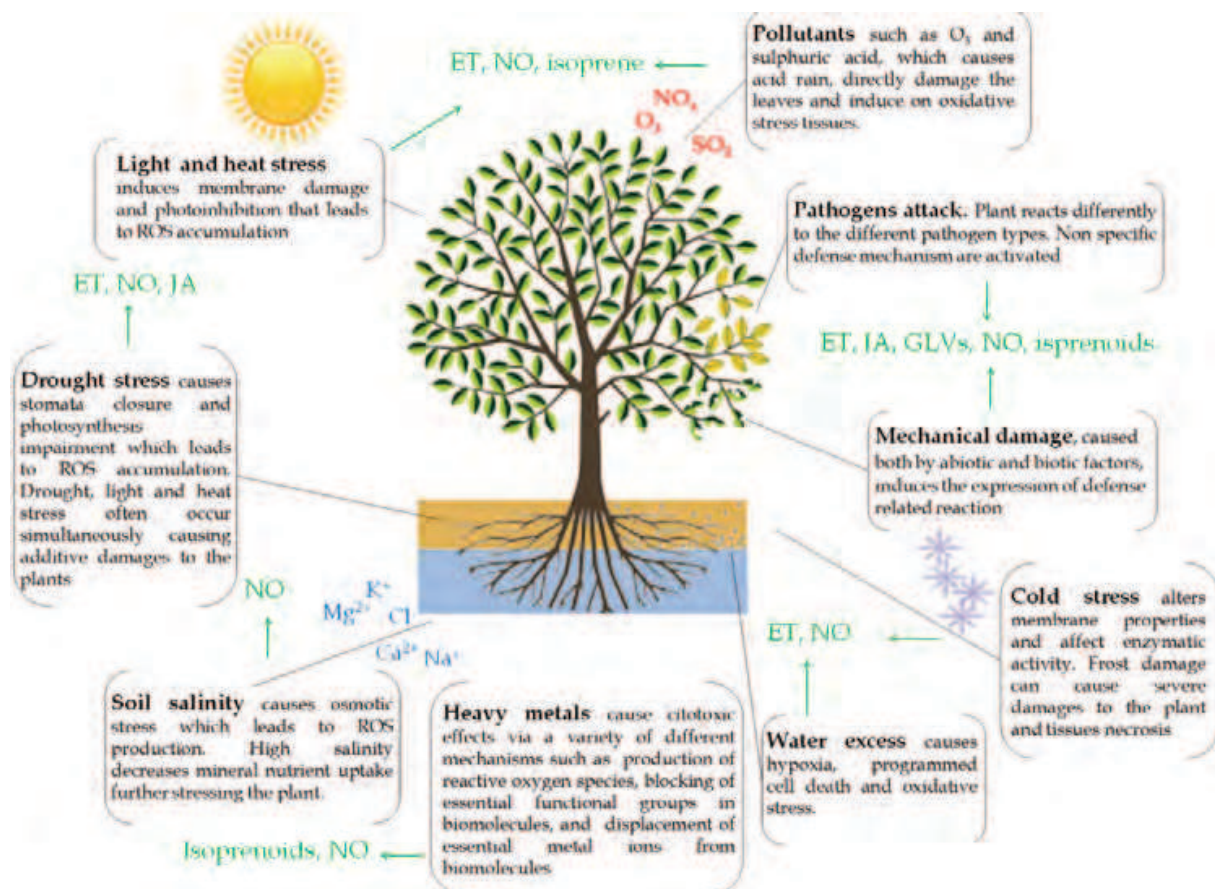 ET, NO, isoprene
Pollutants such as O₃ and
sulphuric acid, which causes
acid rain, directly damage the
leaves and induce on oxidative
stress tissues.
O₃
SO₂
Light and heat stress
induces membrane damage
and photoinhibition that leads
to ROS accumulation
Pathogens attack. Plant reacts differently
to the different pathogen types. Non specific
defense mechanism are activated
ET, NO, JA
ET, JA, GLVs, NO, isprenoids
Drought stress causes
stomata closure and
photosynthesis
impairment which leads
to ROS accumulation.
Drought, light and heat
stress often occur
simultaneously causing
additive damages to the
plants
Mechanical damage, caused
both by abiotic and biotic factors,
induces the expression of defense
related reaction
NO
K⁺
Mg²⁺
Cl
Ca²⁺ Na⁺
ET, NO
Cold stress alters
membrane properties
and affect enzymatic
activity. Frost damage
can cause severe
damages to the plant
and tissues necrosis
Soil salinity causes osmotic
stress which leads to ROS
production. High salinity
decreases mineral nutrient uptake
further stressing the plant.
Heavy metals cause citotoxic
effects via a variety of different
mechanisms such as production of
reactive oxygen species, blocking of
essential functional groups in
biomolecules, and displacement of
essential metal ions from
biomolecules
Water excess causes
hypoxia, programmed
cell death and oxidative
stress.
Isoprenoids, NO